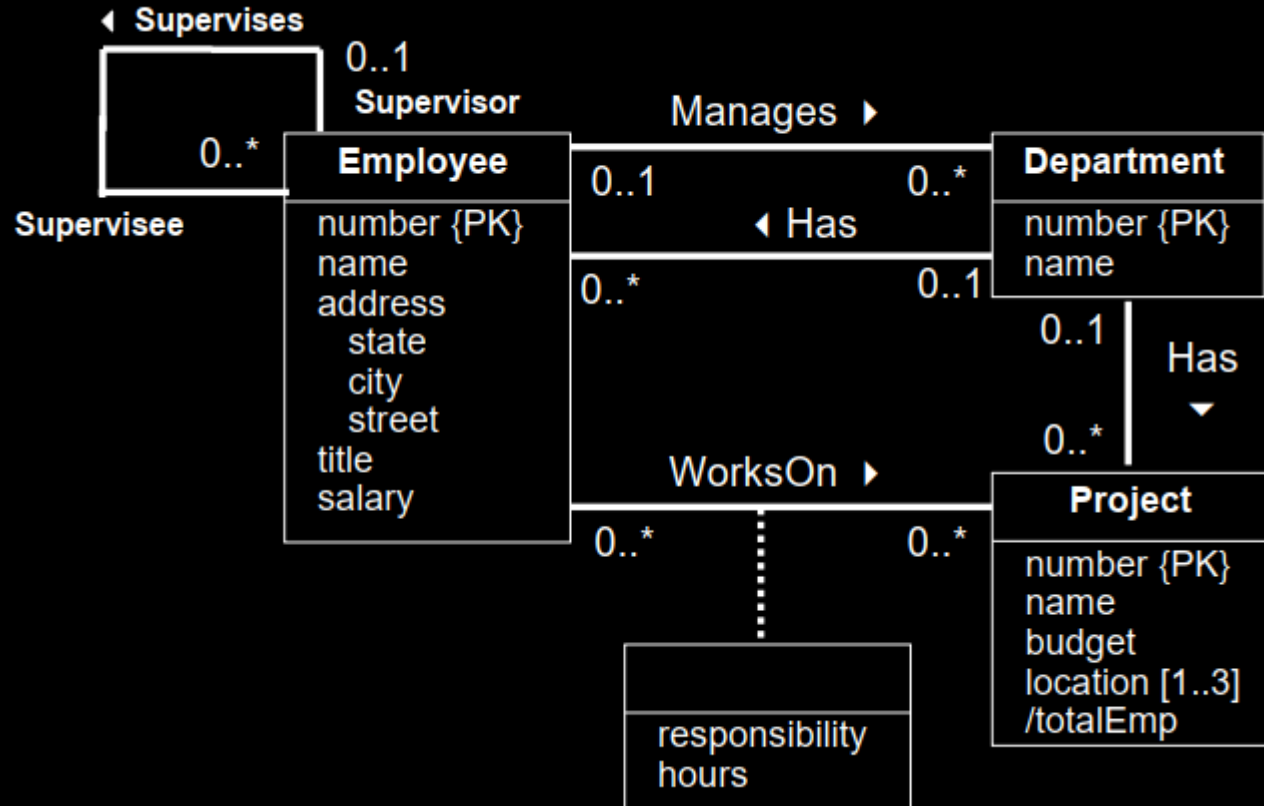 Supervises
0..1
Supervisor
0..*
Supervisee
Employee
number {PK}
name
address
state
city
street
title
salary
Manages
0..1
0..*
Has
0..*
0..1
Department
number {PK}
name
0..1
Has
0..*
WorksOn
0..*
0..*
Project
number {PK}
name
budget
location [1..3]
/totalEmp
responsibility
hours